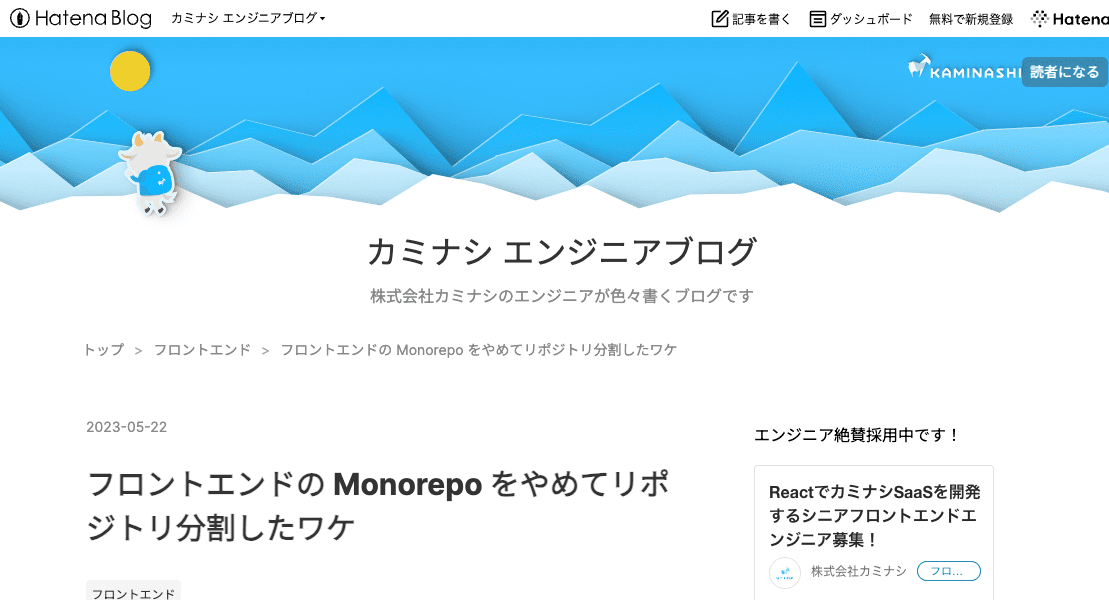 Hatena Blog カミナシ エンジニアブログ 記事を書く ダッシュボード 無料で新規登録 Hatena
KAMINASHI 読者になる
カミナシ エンジニアブログ
株式会社カミナシのエンジニアが色々書くブログです
トップ > フロントエンド > フロントエンドの Monorepo をやめてリポジトリ分割したワケ
2023-05-22
フロントエンドの Monorepo をやめてリポ
ジトリ分割したワケ
フロントエンド
エンジニア絶賛採用中です！
ReactでカミナシSaaSを開発
するシニアフロントエンドエ
ンジニア募集！
株式会社カミナシ フロ...